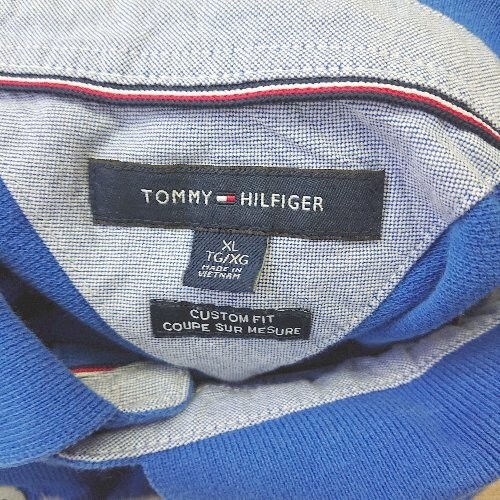 TOMMY HILFIGER
XL
TG/XG
MADE IN
VIETNAM
CUSTOM FIT
COUPE SUR MESURE